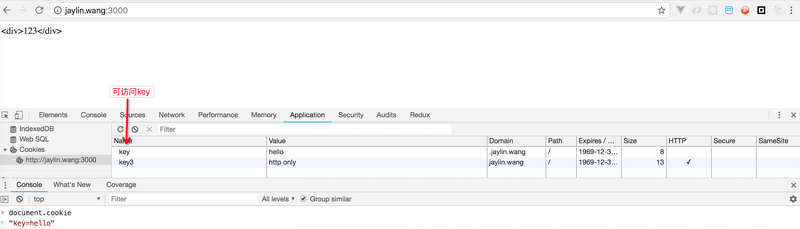 jaylin.wang:3000
<div>123</div>
可访问key
Elements Console Sources Network Performance Memory Application Security Audits Redux
IndexedDB
Web SQL
Cookies
http://jaylin.wang:3000
Filter
Name Value Domain Path Expires / ... Size HTTP Secure SameSite
key hello .jaylin.wang / 1969-12-3... 8
key3 http only jaylin.wang / 1969-12-3... 13 ✓
Console What's New Coverage
top Filter All levels Group similar
document.cookie
"key=hello"